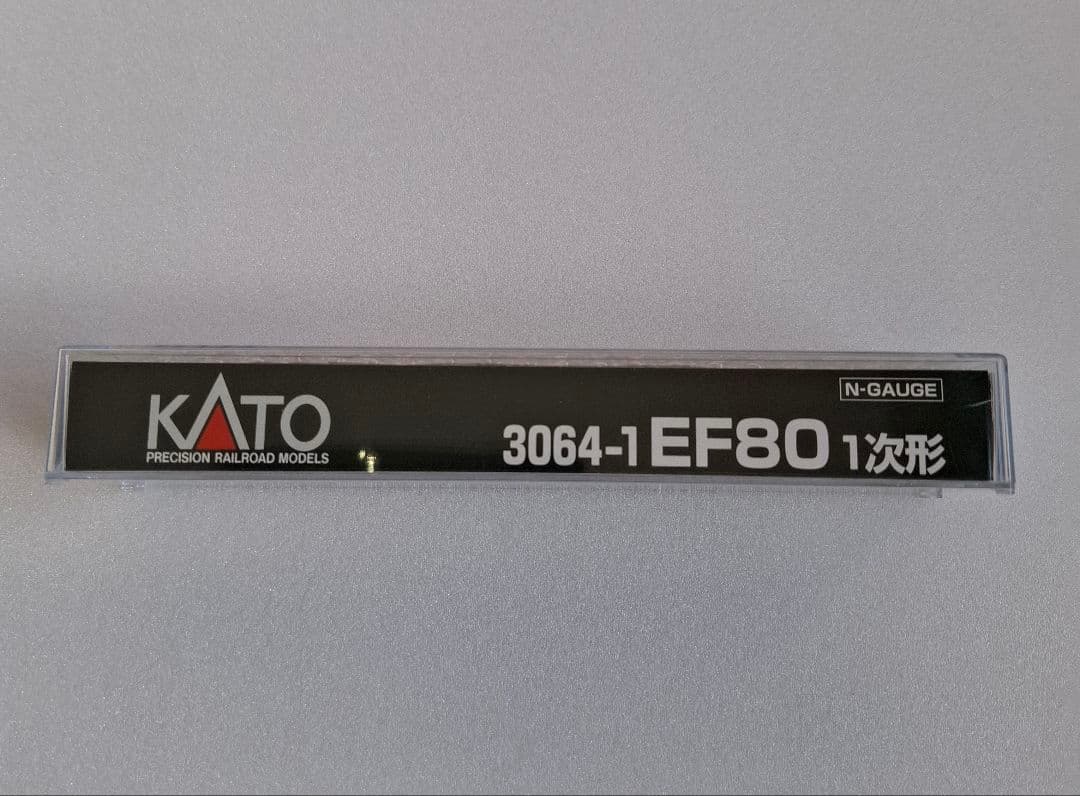 KATO
PRECISION RAILROAD MODELS
N-GAUGE
3064-1 EF80 1次形